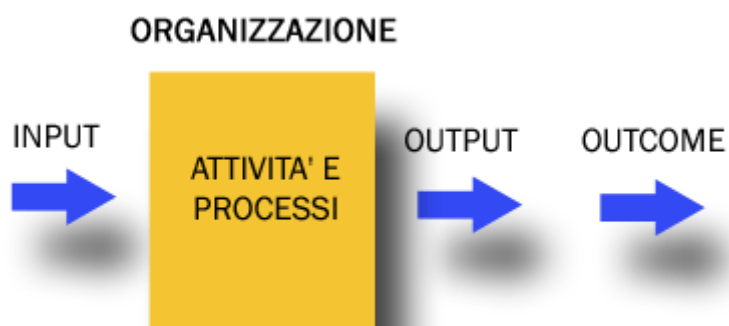 ORGANIZZAZIONE
INPUT
ATTIVITA' E
PROCESSI
OUTPUT
OUTCOME